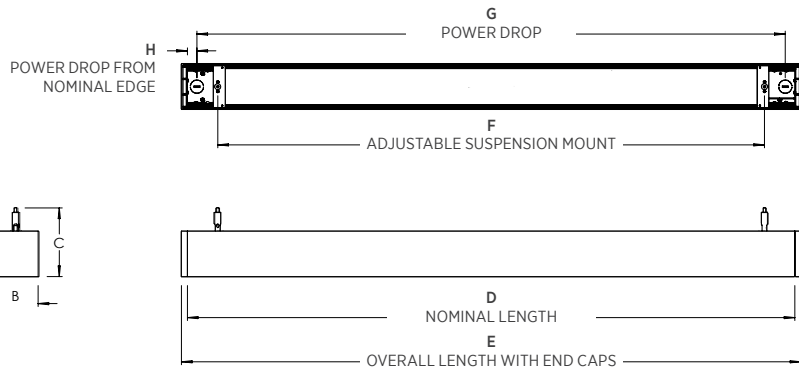 G
POWER DROP
H
POWER DROP FROM
NOMINAL EDGE
F
ADJUSTABLE SUSPENSION MOUNT
C
B
D
NOMINAL LENGTH
E
OVERALL LENGTH WITH END CAPS